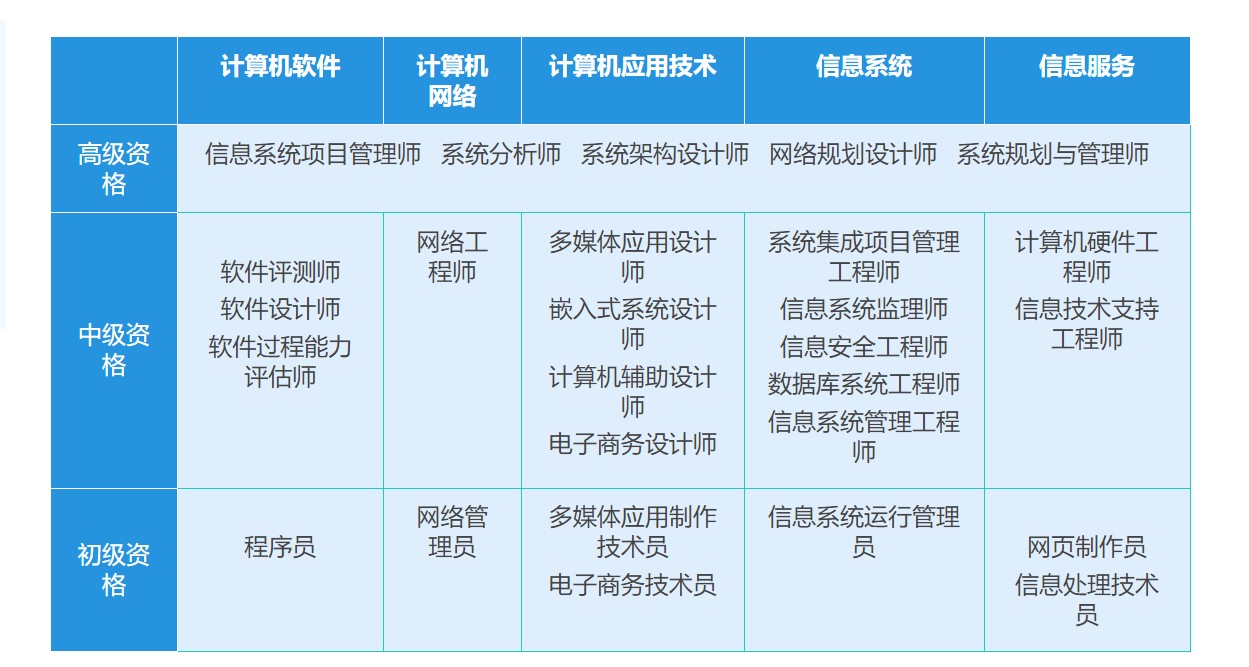 计算机软件
计算机
网络
计算机应用技术
信息系统
信息服务
高级资
格
信息系统项目管理师 系统分析师 系统架构设计师 网络规划设计师 系统规划与管理师
中级资
格
软件评测师
软件设计师
软件过程能力
评估师
网络工
程师
多媒体应用设计
师
嵌入式系统设计
师
计算机辅助设计
师
电子商务设计师
系统集成项目管理
工程师
信息系统监理师
信息安全工程师
数据库系统工程师
信息系统管理工程
师
计算机硬件工
程师
信息技术支持
工程师
初级资
格
程序员
网络管
理员
多媒体应用制作
技术员
电子商务技术员
信息系统运行管理
员
网页制作员
信息处理技术
员